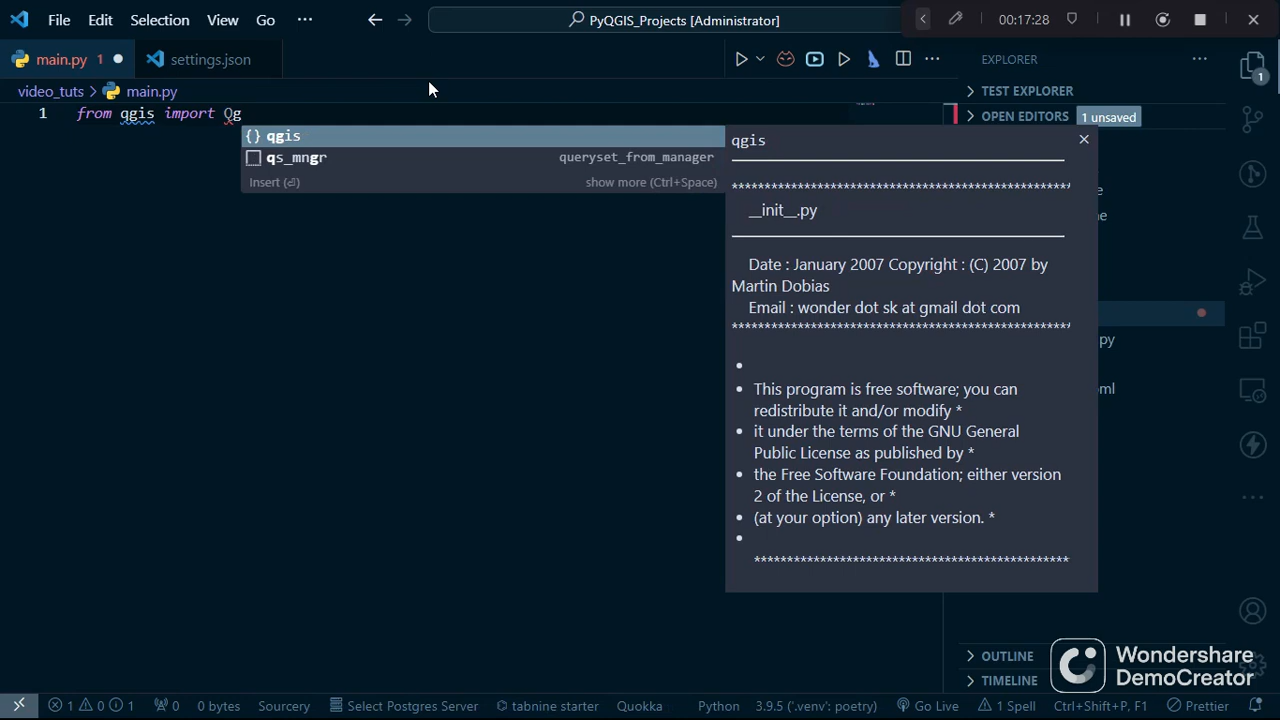 File Edit Selection View Go ··· PyQGIS_Projects [Administrator] 00:17:28
main.py 1 settings.json EXPLORER
video_tuts > main.py TEST EXPLORER
1 from qgis import Qg OPEN EDITORS 1 unsaved
{} qgis
qs_mngr queryset_from_manager
Insert (⏎) show more (Ctrl+Space)
qgis
*****************************************************
__init__.py
Date : January 2007 Copyright : (C) 2007 by
Martin Dobias
Email : wonder dot sk at gmail dot com
*****************************************************
• This program is free software; you can
redistribute it and/or modify *
• it under the terms of the GNU General
Public License as published by *
• the Free Software Foundation; either version
2 of the License, or *
• (at your option) any later version. *
*************************************************
OUTLINE
TIMELINE
Wondershare
DemoCreator
1 0 1 0 0 bytes Sourcery Select Postgres Server tabnine starter Quokka Python 3.9.5 ('.venv': poetry) Go Live 1 Spell Ctrl+Shift+P, F1 Prettier